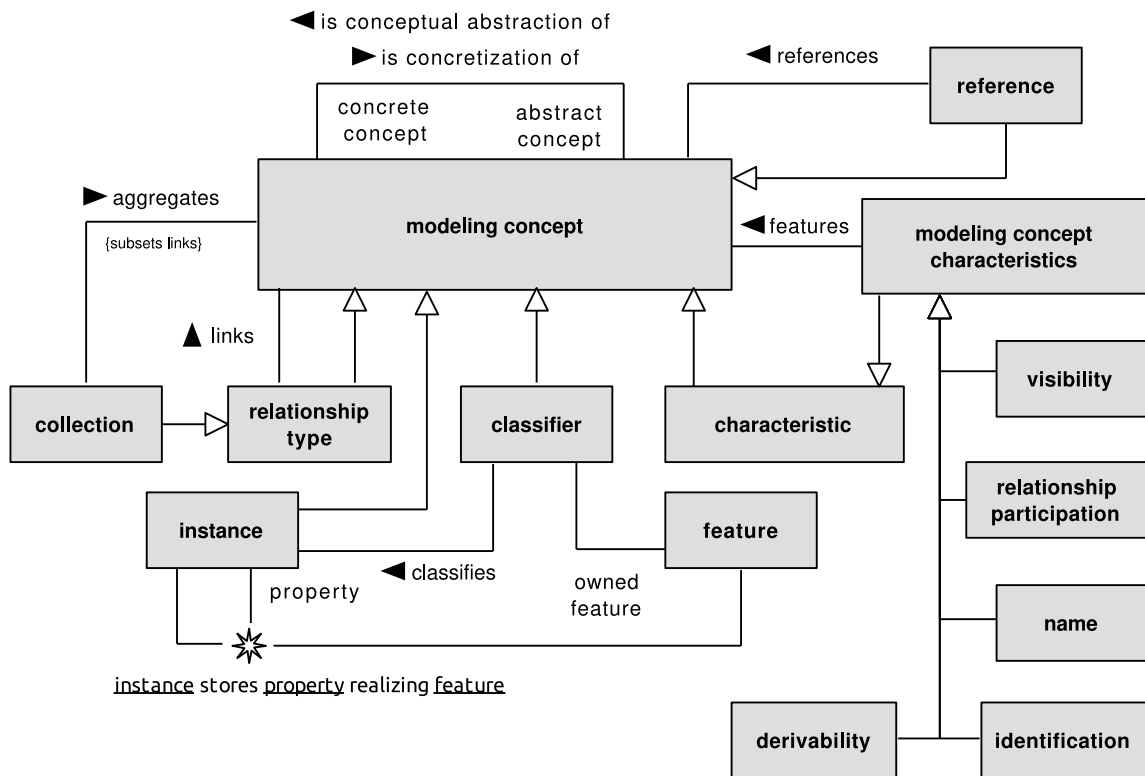 ◄ is conceptual abstraction of
► is concretization of
◄ references
reference
concrete
concept
abstract
concept
► aggregates
{subsets links}
modeling concept
◄ features
modeling concept
characteristics
▲ links
visibility
collection
relationship
type
classifier
characteristic
relationship
participation
instance
feature
◄ classifies
property
owned
feature
name
instance stores property realizing feature
derivability
identification